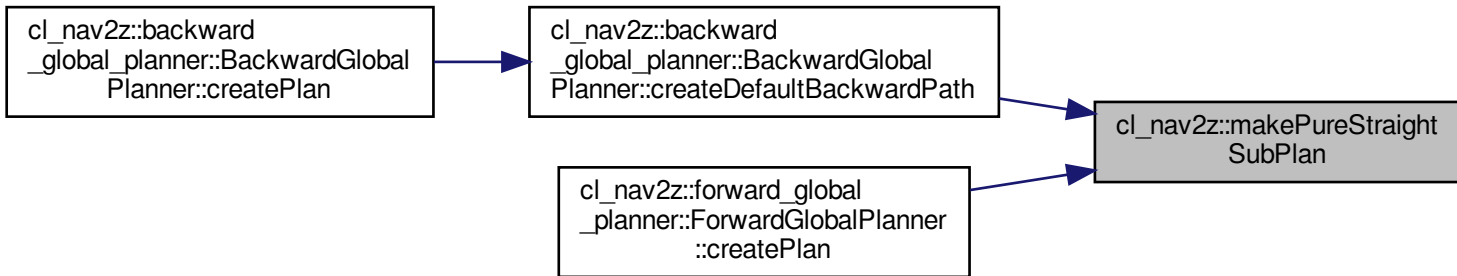 cl_nav2z::backward
_global_planner::BackwardGlobal
Planner::createPlan
cl_nav2z::backward
_global_planner::BackwardGlobal
Planner::createDefaultBackwardPath
cl_nav2z::makePureStraight
SubPlan
cl_nav2z::forward_global
_planner::ForwardGlobalPlanner
::createPlan